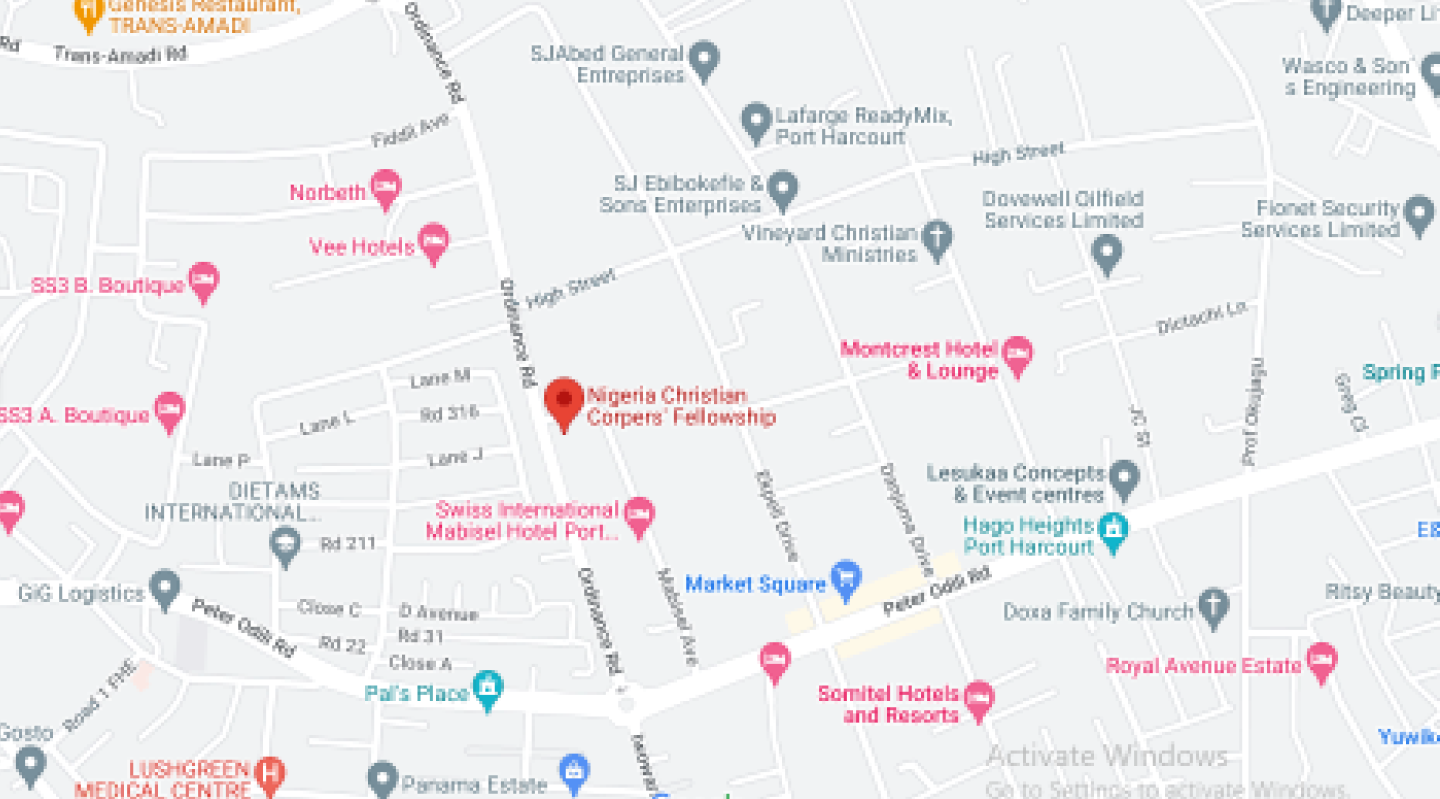 Genesis Restaurant,
TRANS-AMADI
Rd
Trans-Amadi Rd
Ordinance Rd
SJAbed General
Entreprises
Deeper Li
Wasco & Son
s Engineering
Lafarge ReadyMix,
Port Harcourt
Fiddil Ave
High Street
Norbeth
SJ Ebibokefie &
Sons Enterprises
Dovewell Oilfield
Services Limited
Fionet Security
Services Limited
Vee Hotels
Vineyard Christian
Ministries
SS3 B. Boutique
High Street
Ordinance Rd
Dictachi Ln
Montcrest Hotel
& Lounge
Spring
Lane M
Nigeria Christian
Corpers' Fellowship
SS3 A. Boutique
Rd 316
Lane L
Greg Cl
JC St
Prof Okujagu
Lane P
Lane J
DIETAMS
INTERNATIONAL...
Lesukaa Concepts
& Event centres
Swiss International
Mabisel Hotel Port...
Ekpoli Drive
Danjuma Drive
Hago Heights
Port Harcourt
Rd 211
E&
GiG Logistics
Peter Odili Rd
Market Square
Peter Odili Rd
Ritsy Beauty
Close C
D Avenue
Doxa Family Church
Rd 22
Rd 31
Close A
Ordinance Rd
Mabisel Ave
Royal Avenue Estate
Road 1 FHE
Pal's Place
Somitel Hotels
and Resorts
Gosto
Yuwik
LUSHGREEN
MEDICAL CENTRE
Panama Estate
Activate Windows
Go to Settings to activate Windows.